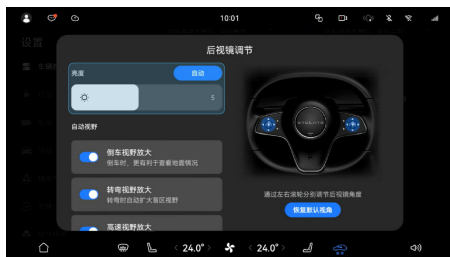 10:01
设置
后视镜调节
亮度
自动
5
自动视野
倒车视野放大
倒车时，更有利于查看地面情况
转弯视野放大
转弯时自动扩大盲区视野
高速视野放大
通过左右滚轮分别调节后视镜角度
恢复默认视角
24.0°
24.0°